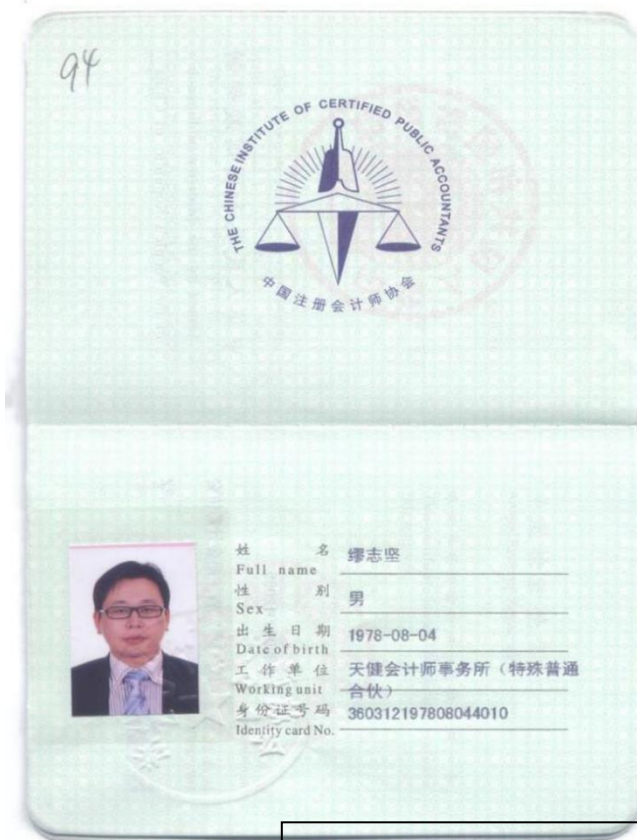 94
THE CHINESE INSTITUTE OF CERTIFIED PUBLIC ACCOUNTANTS
中国注册会计师协会
姓 名 缪志坚
Full name
性 别 男
Sex
出生日期 1978-08-04
Date of birth
工作单位 天健会计师事务所（特殊普通
Working unit 合伙）
身份证号码 360312197808044010
Identity card No.